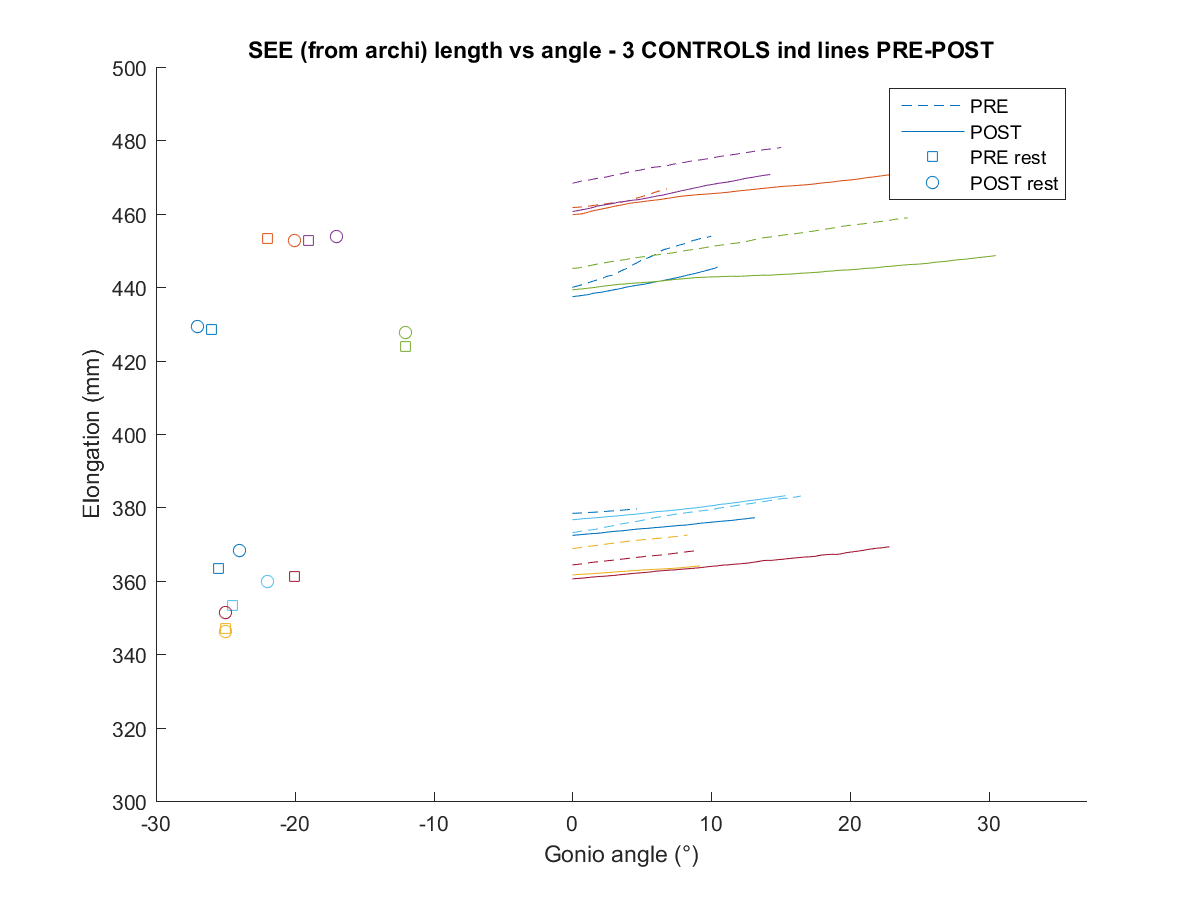 SEE (from archi) length vs angle - 3 CONTROLS ind lines PRE-POST
500
480
460
440
420
400
380
360
340
320
300
Elongation (mm)
-30
-20
-10
0
10
20
30
Gonio angle (°)
PRE
POST
PRE rest
POST rest